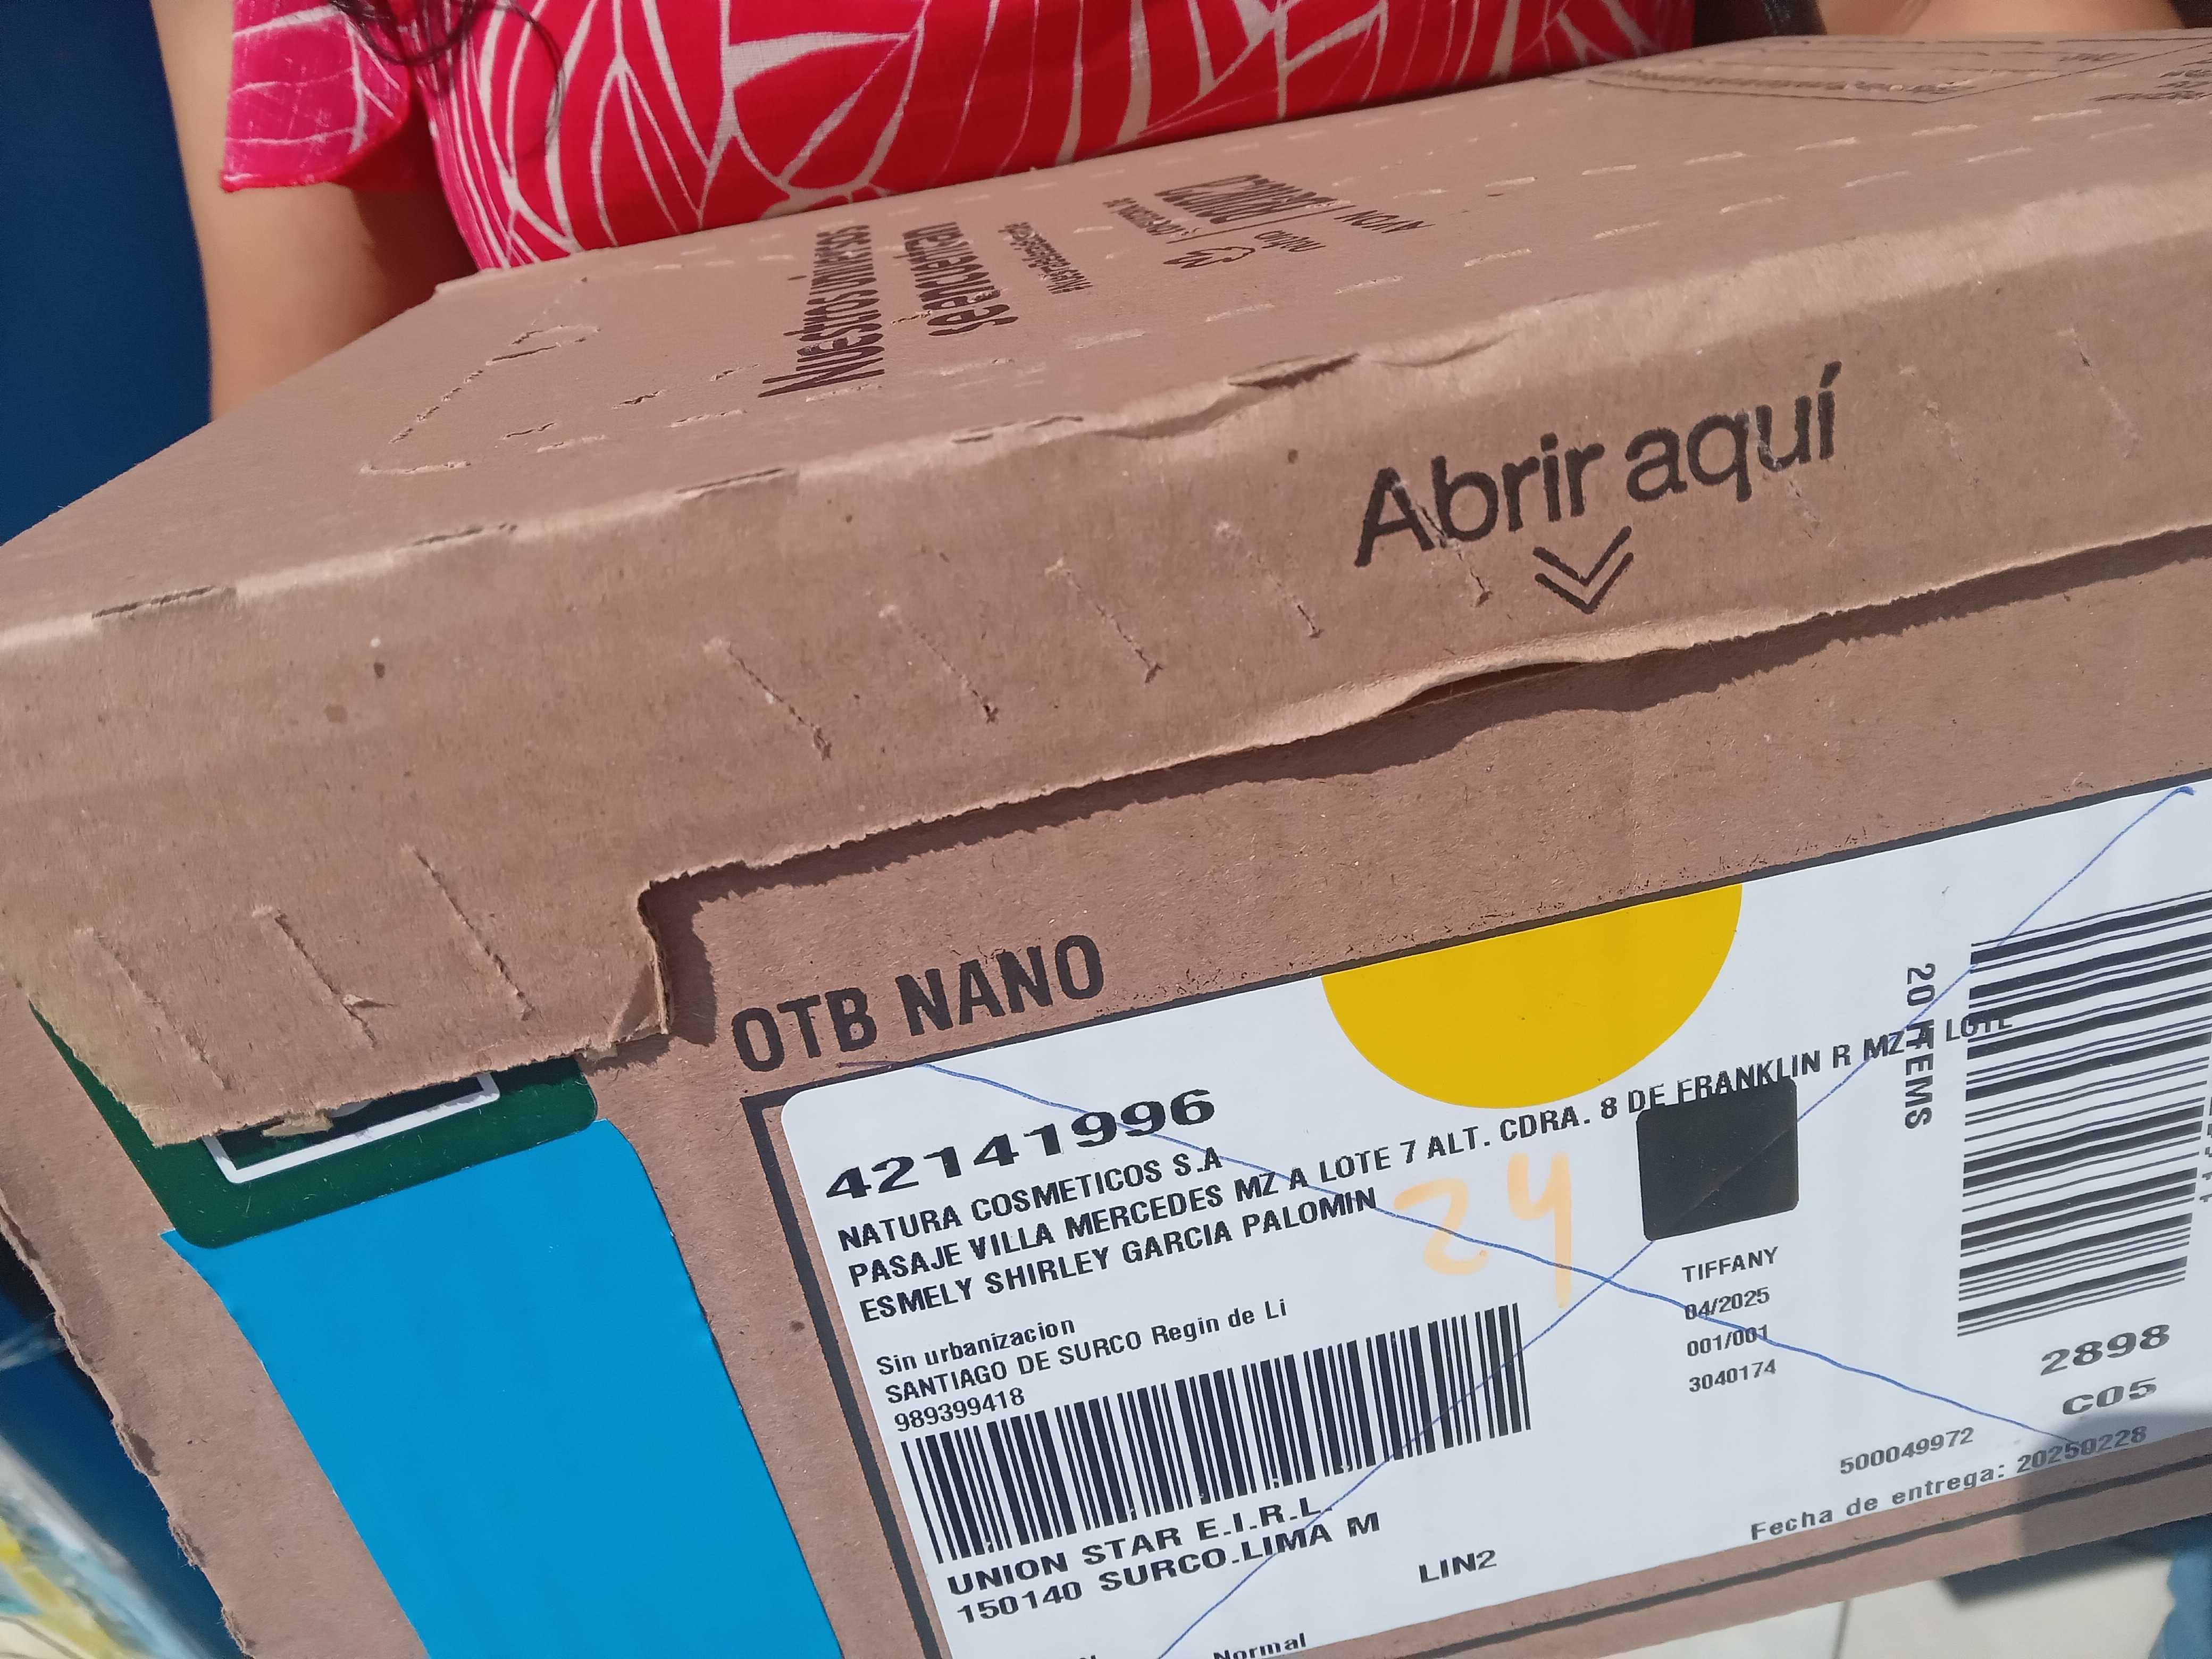 Nuestros universos
se encuentran
natura
AVON
Abrir aquí
OTB NANO
42141996
NATURA COSMETICOS S.A
PASAJE VILLA MERCEDES MZ A LOTE 7 ALT. CDRA. 8 DE FRANKLIN R MZ A LOTE
ESMELY SHIRLEY GARCIA PALOMIN
24
Sin urbanizacion
SANTIAGO DE SURCO Regin de Li
989399418
UNION STAR E.I.R.L.
150140 SURCO.LIMA M
LIN2
Normal
TIFFANY
04/2025
001/001
3040174
20 ITEMS
2898
C05
500049972
Fecha de entrega: 20250228